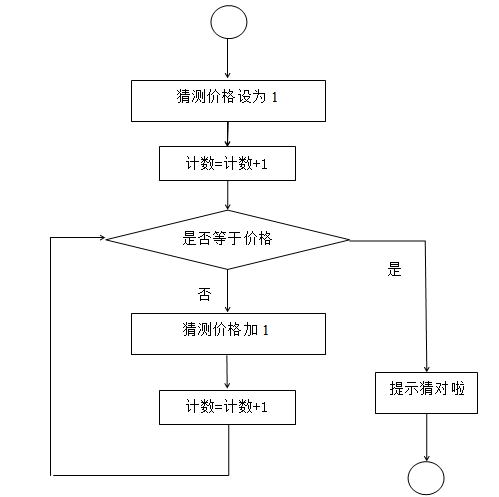 猜测价格设为 1
计数=计数+1
是否等于价格
是
否
猜测价格加 1
计数=计数+1
提示猜对啦